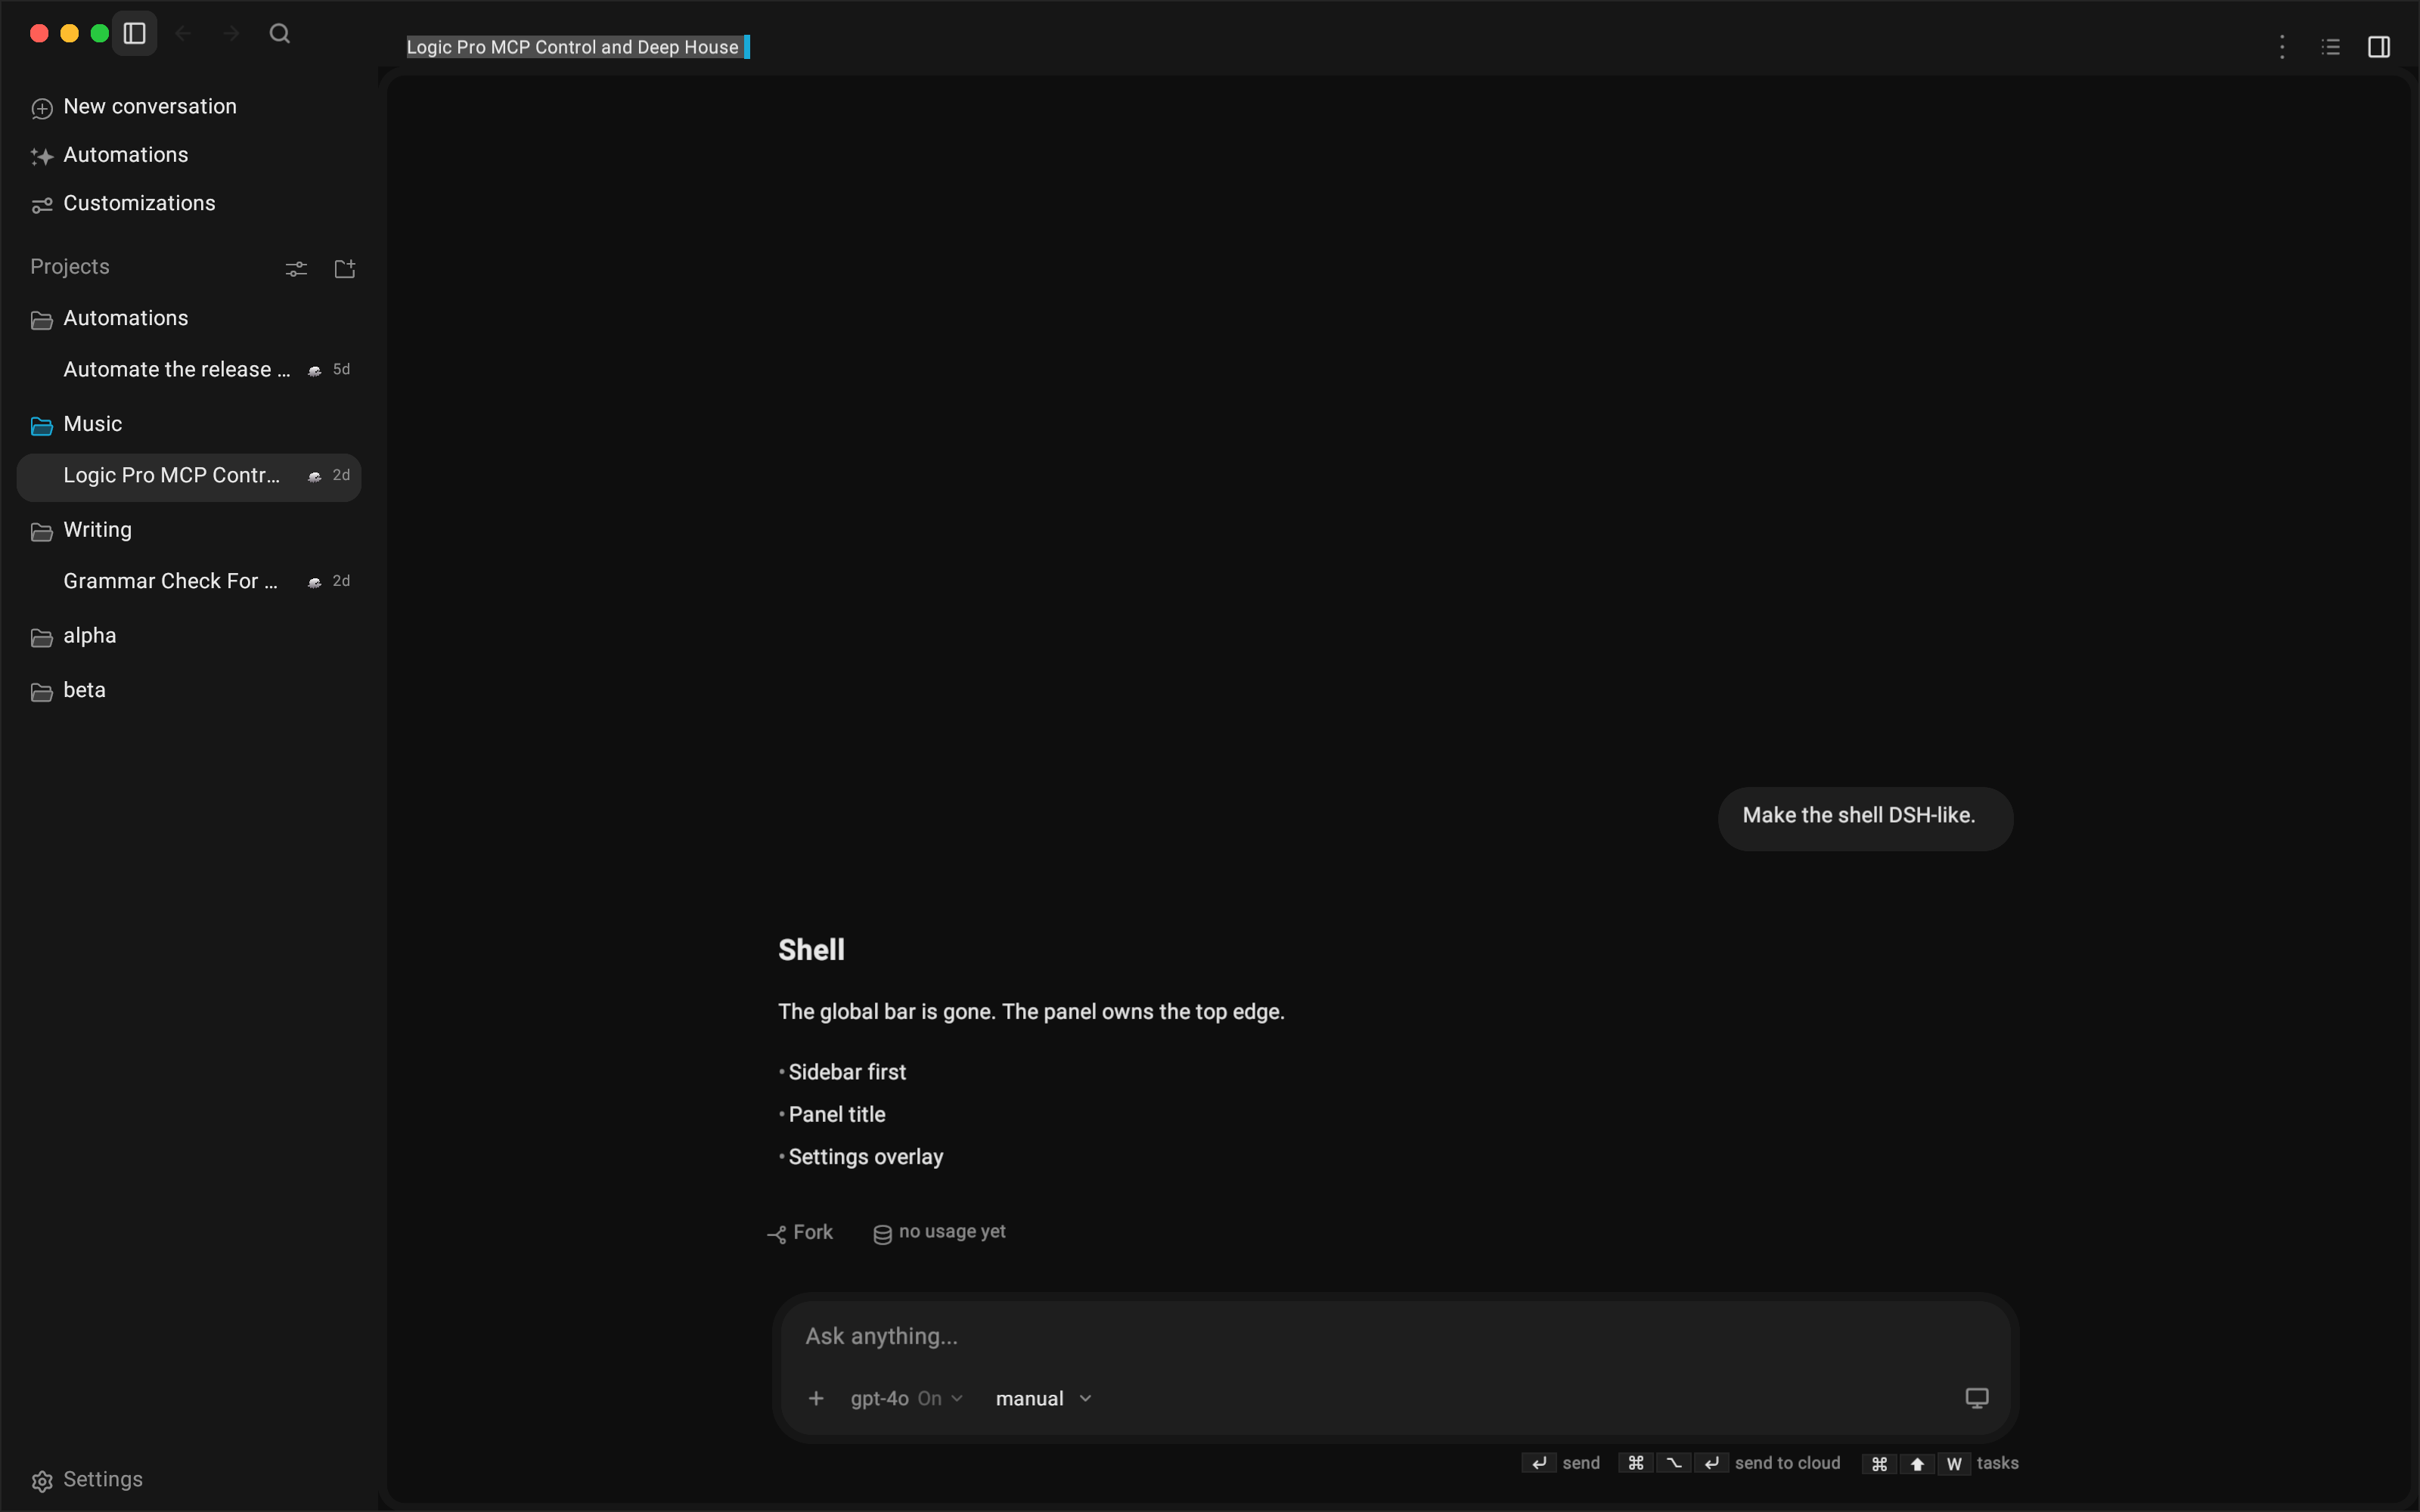 Logic Pro MCP Control and Deep House
New conversation
Automations
Customizations
Projects
Automations
Automate the release ... 5d
Music
Logic Pro MCP Contr... 2d
Writing
Grammar Check For ... 2d
alpha
beta
Settings
Make the shell DSH-like.
Shell
The global bar is gone. The panel owns the top edge.
• Sidebar first
• Panel title
• Settings overlay
Fork no usage yet
Ask anything...
+ gpt-4o On manual
↵ send ⌘ ⌥ ↵ send to cloud ⌘ ⬆ W tasks